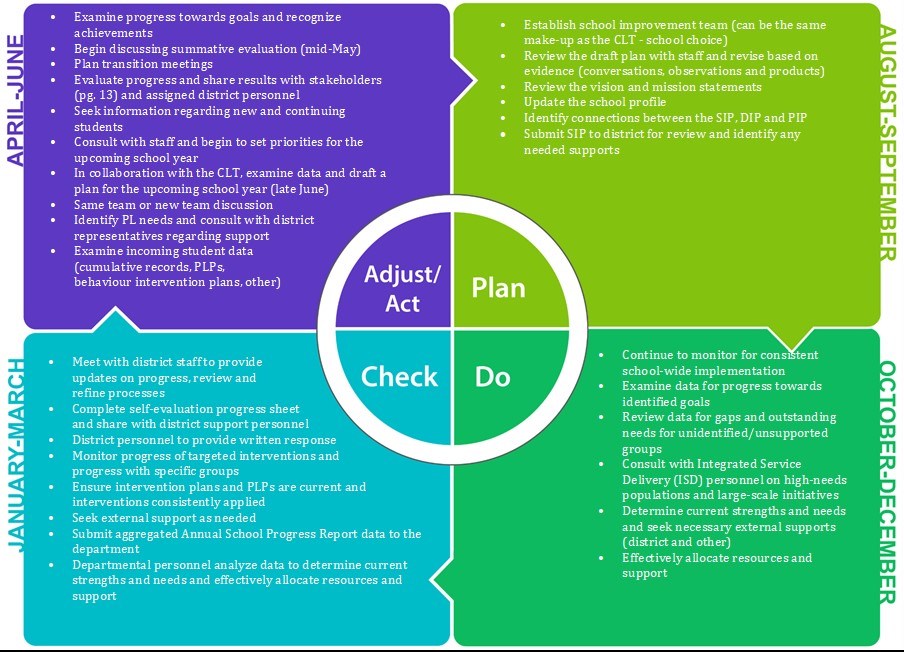 APRIL-JUNE
• Examine progress towards goals and recognize
achievements
• Begin discussing summative evaluation (mid-May)
• Plan transition meetings
• Evaluate progress and share results with stakeholders
(pg. 13) and assigned district personnel
• Seek information regarding new and continuing
students
• Consult with staff and begin to set priorities for the
upcoming school year
• In collaboration with the CLT, examine data and draft a
plan for the upcoming school year (late June)
• Same team or new team discussion
• Identify PL needs and consult with district
representatives regarding support
• Examine incoming student data
(cumulative records, PLPs,
behaviour intervention plans, other)
AUGUST-SEPTEMBER
• Establish school improvement team (can be the same
make-up as the CLT - school choice)
• Review the draft plan with staff and revise based on
evidence (conversations, observations and products)
• Review the vision and mission statements
• Update the school profile
• Identify connections between the SIP, DIP and PIP
• Submit SIP to district for review and identify any
needed supports
Adjust/
Act
Plan
Check
Do
JANUARY-MARCH
• Meet with district staff to provide
updates on progress, review and
refine processes
• Complete self-evaluation progress sheet
and share with district support personnel
• District personnel to provide written response
• Monitor progress of targeted interventions and
progress with specific groups
• Ensure intervention plans and PLPs are current and
interventions consistently applied
• Seek external support as needed
• Submit aggregated Annual School Progress Report data to the
department
• Departmental personnel analyze data to determine current
strengths and needs and effectively allocate resources and
support
OCTOBER-DECEMBER
• Continue to monitor for consistent
school-wide implementation
• Examine data for progress towards
identified goals
• Review data for gaps and outstanding
needs for unidentified/unsupported
groups
• Consult with Integrated Service
Delivery (ISD) personnel on high-needs
populations and large-scale initiatives
• Determine current strengths and needs
and seek necessary external supports
(district and other)
• Effectively allocate resources and
support